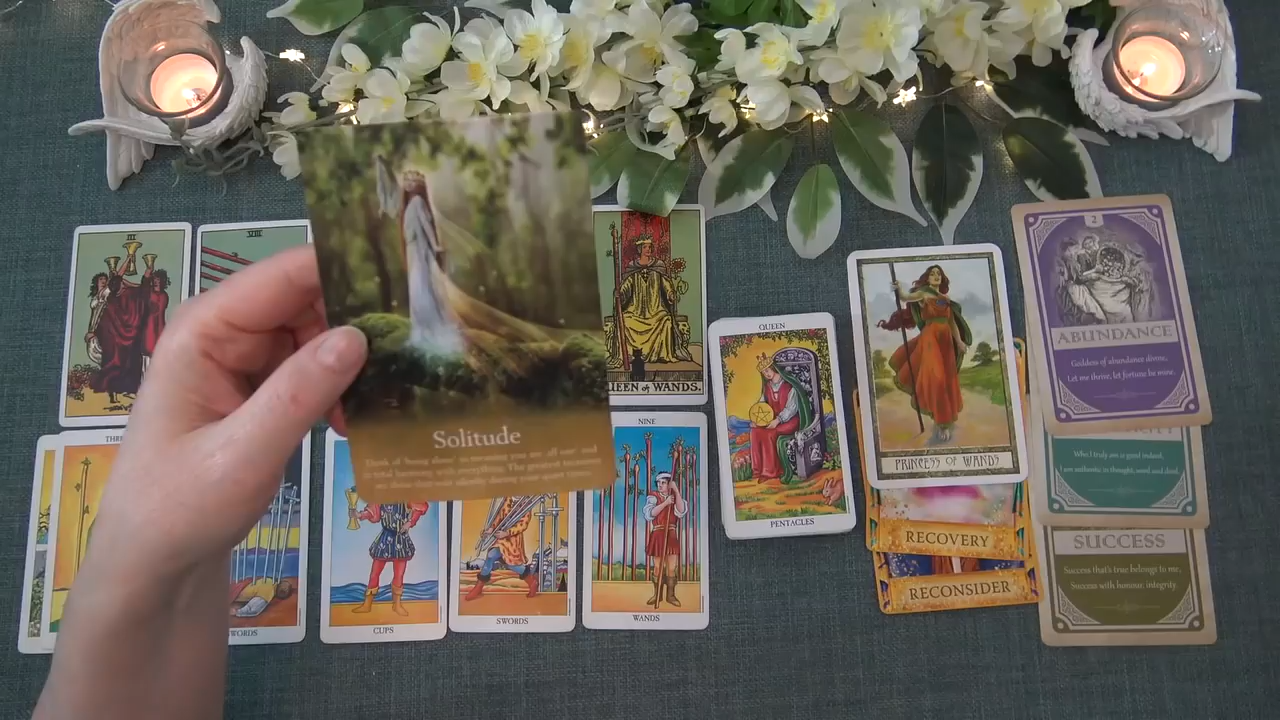 III
VIII
QUEEN of WANDS.
QUEEN
PENTACLES
PRINCESS OF WANDS
2
ABUNDANCE
Goddess of abundance divine,
Let me thrive, let fortune be mine.
Who I truly am is good indeed,
I am authentic in thought, word and deed.
SUCCESS
Success that's true belongs to me,
Success with honour, integrity.
RECOVERY
RECONSIDER
Solitude
NINE
WANDS
SWORDS
CUPS
SWORDS